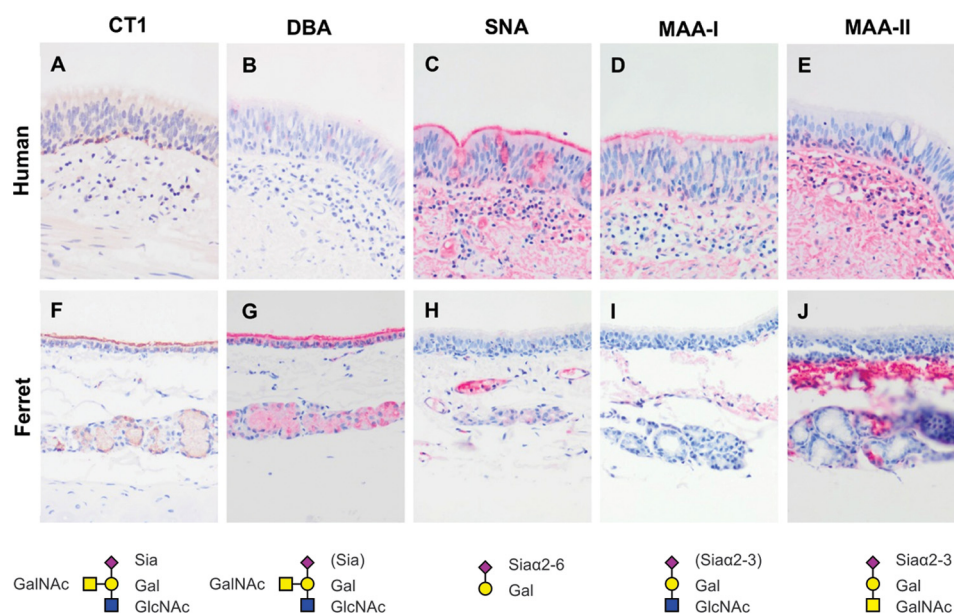 CT1 DBA SNA MAA-I MAA-II
Human
A B C D E
Ferret
F G H I J
Sia (Sia) Siaα2-6 (Siaα2-3) Siaα2-3
GalNAc Gal GalNAc Gal Gal Gal Gal
GlcNAc GlcNAc GlcNAc GalNAc